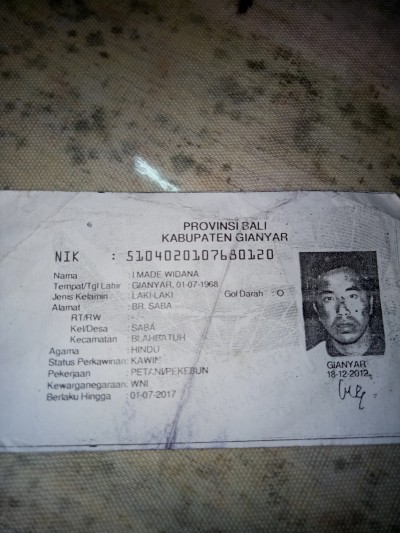 PROVINSI BALI
KABUPATEN GIANYAR
NIK : 5104020107680120
Nama : I MADE WIDANA
Tempat/Tgl Lahir : GIANYAR, 01-07-1968
Jenis Kelamin : LAKI-LAKI Gol Darah : O
Alamat : BR. SABA
RT/RW : - / -
Kel/Desa : SABA
Kecamatan : BLAHBATUH
Agama : HINDU
Status Perkawinan: KAWIN
Pekerjaan : PETANI/PEKEBUN
Kewarganegaraan: WNI
Berlaku Hingga : 01-07-2017
GIANYAR
18-12-2012